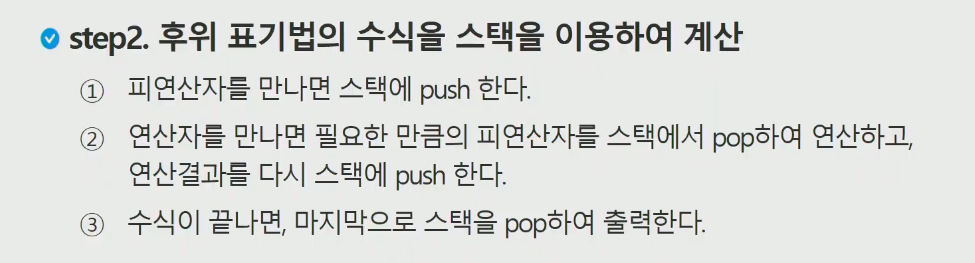 step2. 후위 표기법의 수식을 스택을 이용하여 계산
① 피연산자를 만나면 스택에 push 한다.
② 연산자를 만나면 필요한 만큼의 피연산자를 스택에서 pop하여 연산하고,
연산결과를 다시 스택에 push 한다.
③ 수식이 끝나면, 마지막으로 스택을 pop하여 출력한다.